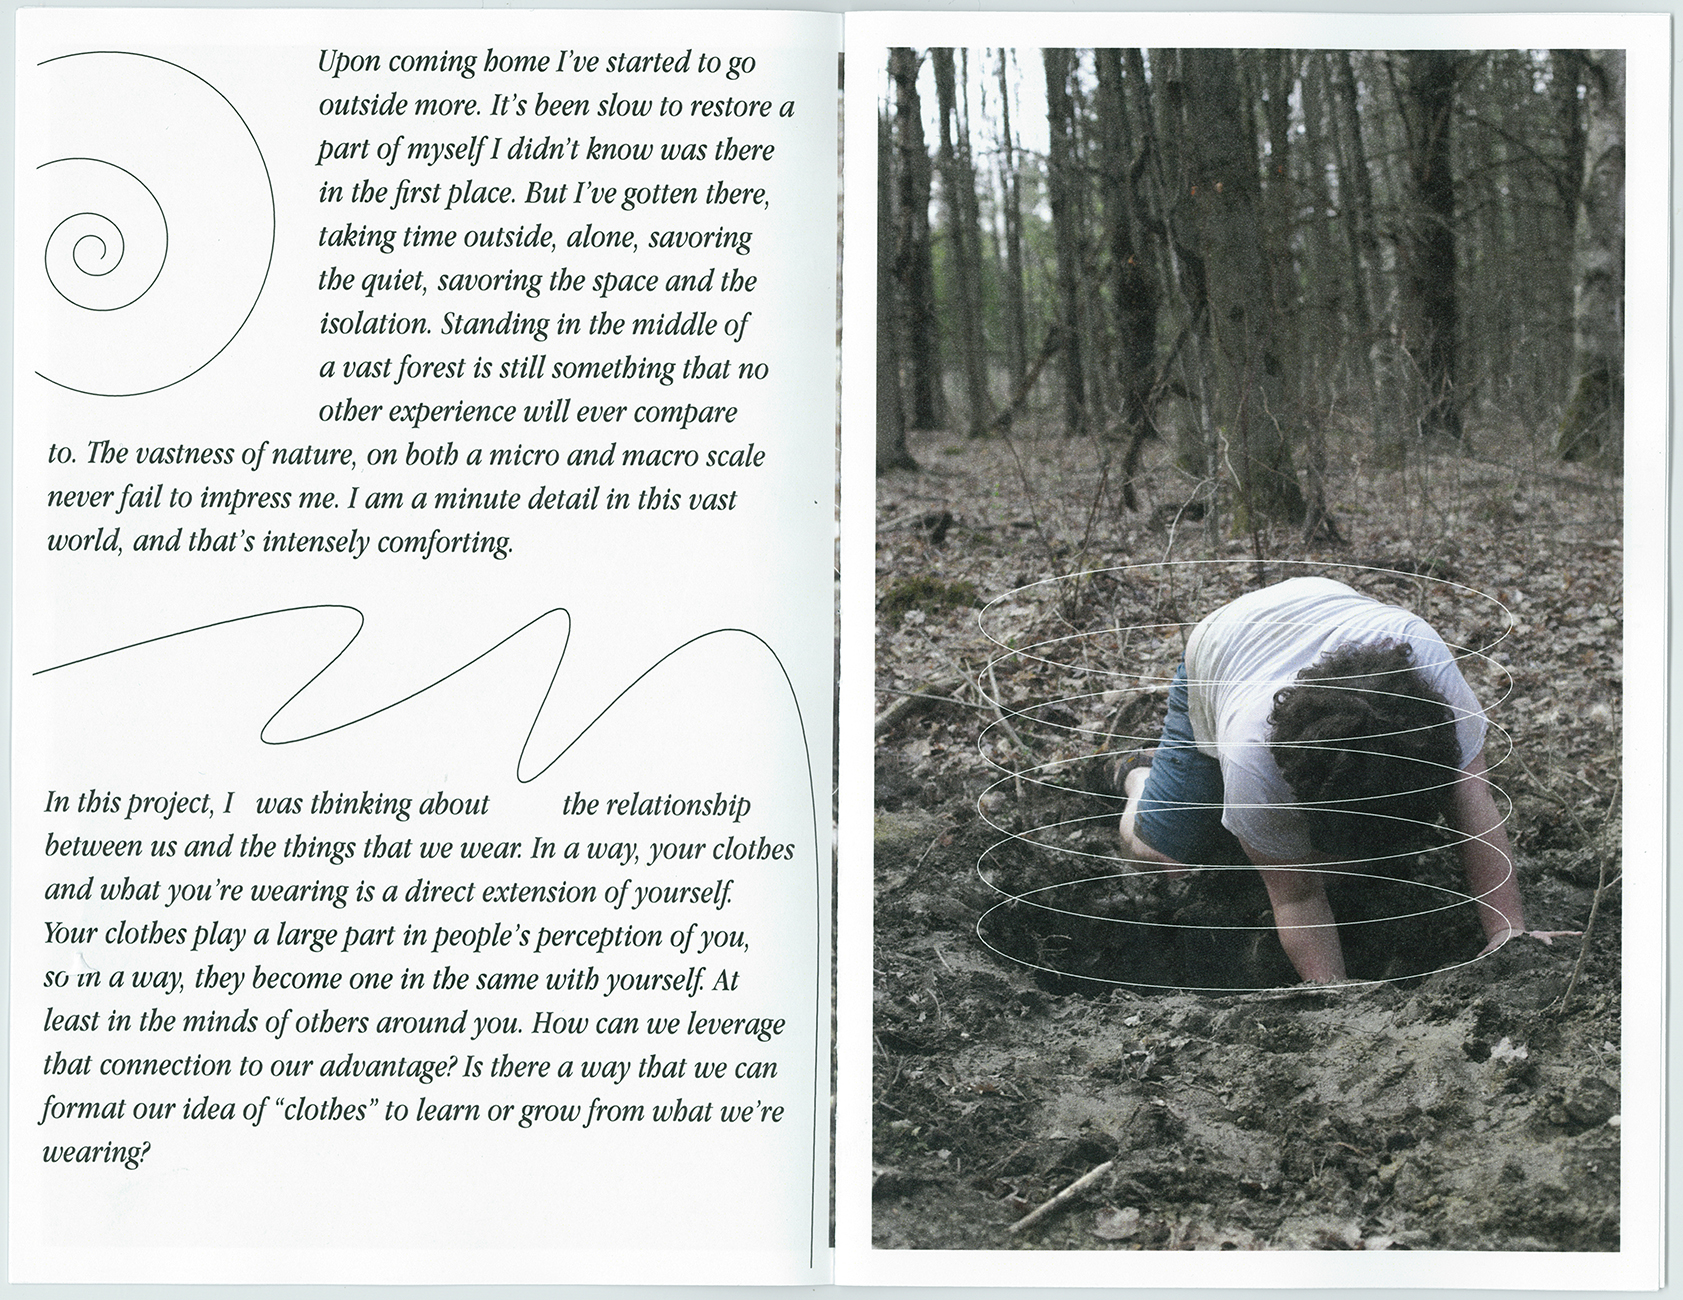 Upon coming home I’ve started to go
outside more. It’s been slow to restore a
part of myself I didn’t know was there
in the first place. But I’ve gotten there,
taking time outside, alone, savoring
the quiet, savoring the space and the
isolation. Standing in the middle of
a vast forest is still something that no
other experience will ever compare
to. The vastness of nature, on both a micro and macro scale
never fail to impress me. I am a minute detail in this vast
world, and that’s intensely comforting.
In this project, I was thinking about the relationship
between us and the things that we wear. In a way, your clothes
and what you’re wearing is a direct extension of yourself.
Your clothes play a large part in people’s perception of you,
so in a way, they become one in the same with yourself. At
least in the minds of others around you. How can we leverage
that connection to our advantage? Is there a way that we can
format our idea of “clothes” to learn or grow from what we’re
wearing?